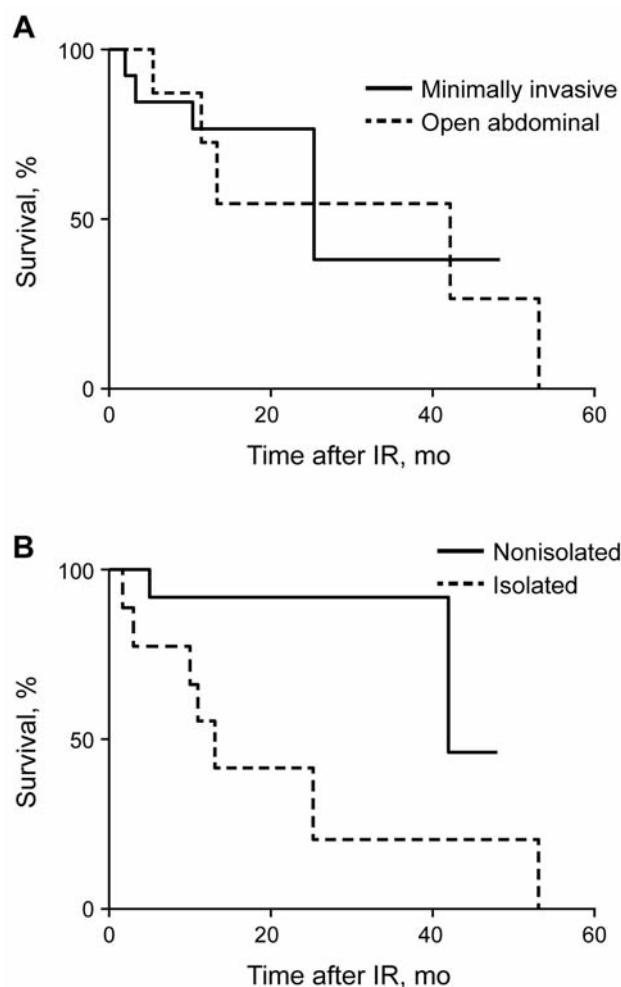 A
100
Minimally invasive
Open abdominal
Survival, %
50
0
0 20 40 60
Time after IR, mo
B
Nonisolated
100
Isolated
Survival, %
50
0
0 20 40 60
Time after IR, mo